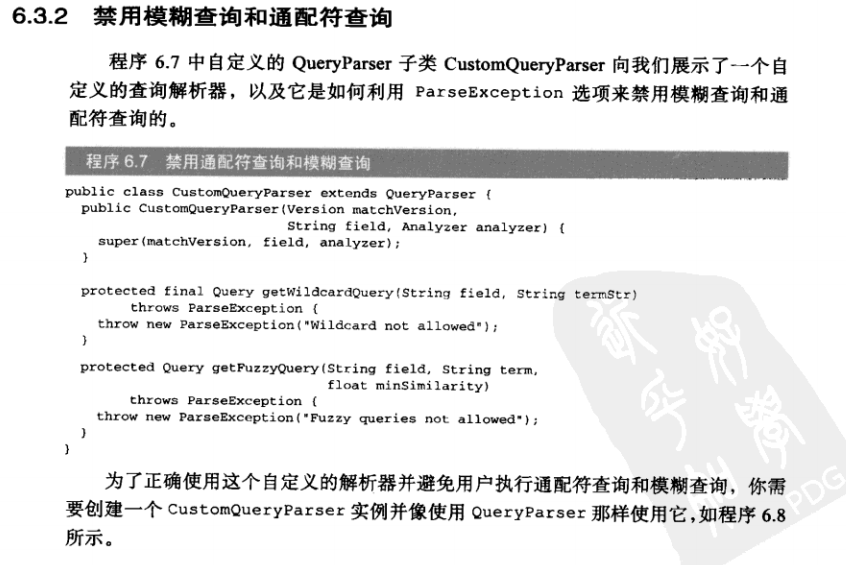 6.3.2 禁用模糊查询和通配符查询
程序 6.7 中自定义的 QueryParser 子类 CustomQueryParser 向我们展示了一个自
定义的查询解析器，以及它是如何利用 ParseException 选项来禁用模糊查询和通
配符查询的。
程序 6.7 禁用通配符查询和模糊查询
public class CustomQueryParser extends QueryParser {
public CustomQueryParser(Version matchVersion,
String field, Analyzer analyzer) {
super(matchVersion, field, analyzer);
}
protected final Query getWildcardQuery(String field, String termStr)
throws ParseException {
throw new ParseException("Wildcard not allowed");
}
protected Query getFuzzyQuery(String field, String term,
float minSimilarity)
throws ParseException {
throw new ParseException("Fuzzy queries not allowed");
}
}
为了正确使用这个自定义的解析器并避免用户执行通配符查询和模糊查询，你需
要创建一个 CustomQueryParser 实例并像使用 QueryParser 那样使用它，如程序 6.8
所示。
PDG